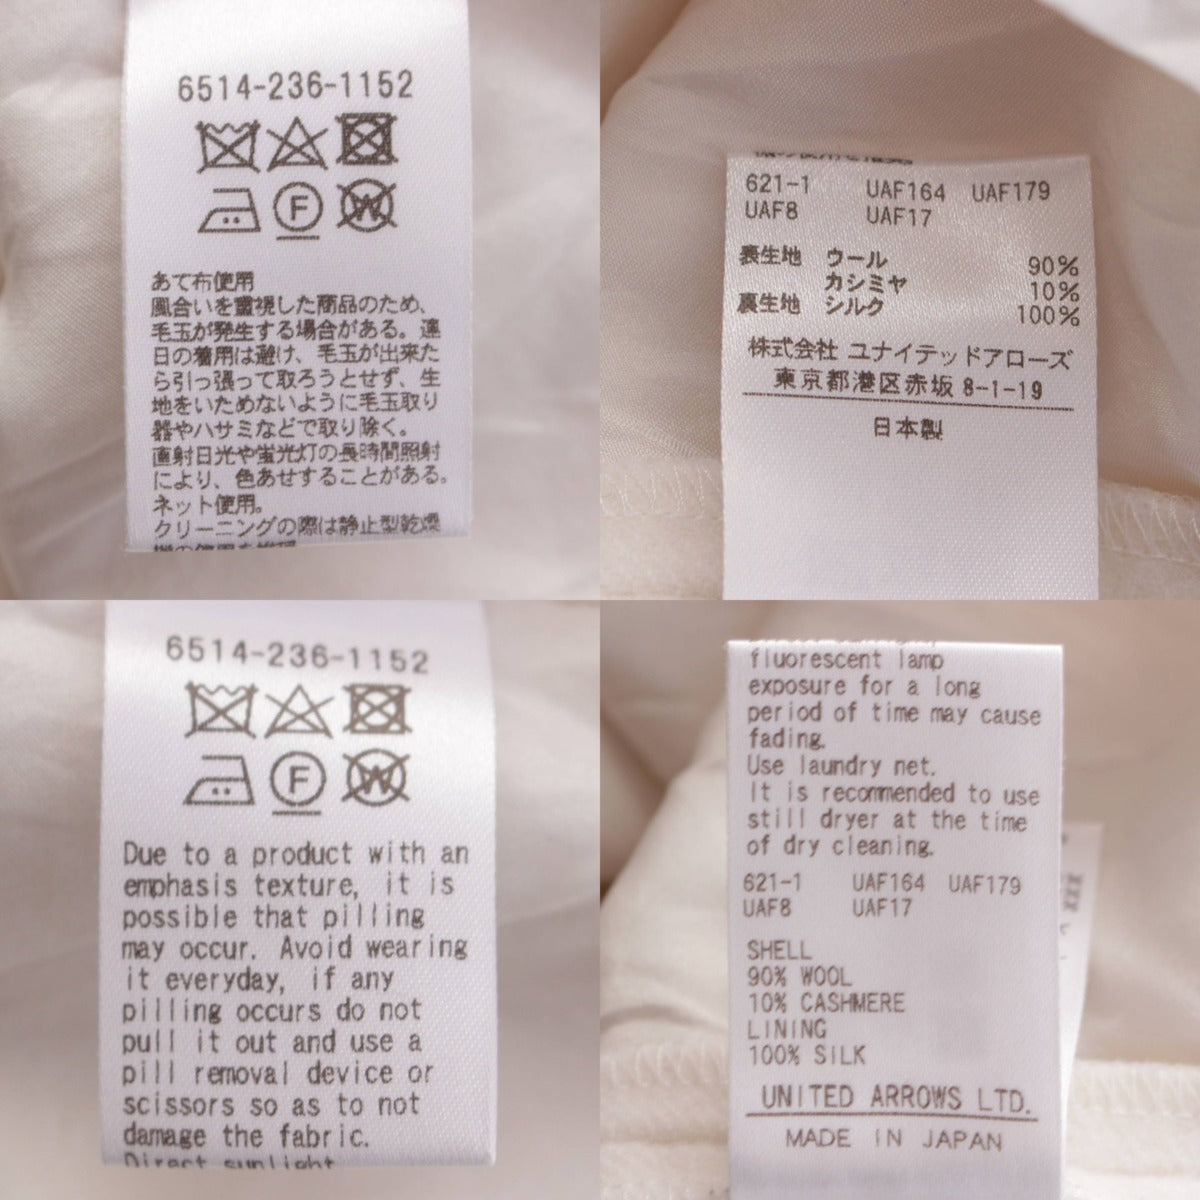 6514-236-1152
F
W
あて布使用
風合いを重視した商品のため、
毛玉が発生する場合がある。連
日の着用は避け、毛玉が出来た
ら引っ張って取ろうとせず、生
地をいためないように毛玉取り
器やハサミなどで取り除く。
直射日光や蛍光灯の長時間照射
により、色あせすることがある。
ネット使用。
クリーニングの際は静止型乾燥
621-1 UAF164 UAF179
UAF8 UAF17
表生地 ウール 90%
カシミヤ 10%
裏生地 シルク 100%
株式会社 ユナイテッドアローズ
東京都港区赤坂 8-1-19
日本製
6514-236-1152
F
W
Due to a product with an
emphasis texture, it is
possible that pilling
may occur. Avoid wearing
it everyday, if any
pilling occurs do not
pull it out and use a
pill removal device or
scissors so as to not
damage the fabric.
Direct sunlight
fluorescent lamp
exposure for a long
period of time may cause
fading.
Use laundry net.
It is recommended to use
still dryer at the time
of dry cleaning.
621-1 UAF164 UAF179
UAF8 UAF17
SHELL
90% WOOL
10% CASHMERE
LINING
100% SILK
UNITED ARROWS LTD.
MADE IN JAPAN